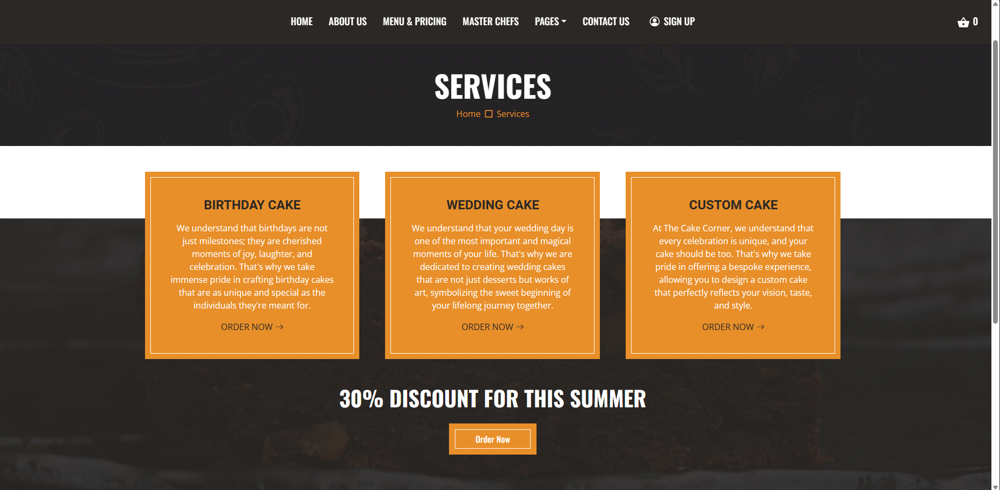 HOME ABOUT US MENU & PRICING MASTER CHEFS PAGES CONTACT US SIGN UP 0
SERVICES
Home Services
BIRTHDAY CAKE
We understand that birthdays are not
just milestones; they are cherished
moments of joy, laughter, and
celebration. That's why we take
immense pride in crafting birthday cakes
that are as unique and special as the
individuals they're meant for.
ORDER NOW →
WEDDING CAKE
We understand that your wedding day is
one of the most important and magical
moments of your life. That's why we are
dedicated to creating wedding cakes
that are not just desserts but works of
art, symbolizing the sweet beginning of
your lifelong journey together.
ORDER NOW →
CUSTOM CAKE
At The Cake Corner, we understand that
every celebration is unique, and your
cake should be too. That's why we take
pride in offering a bespoke experience,
allowing you to design a custom cake
that perfectly reflects your vision, taste,
and style.
ORDER NOW →
30% DISCOUNT FOR THIS SUMMER
Order Now